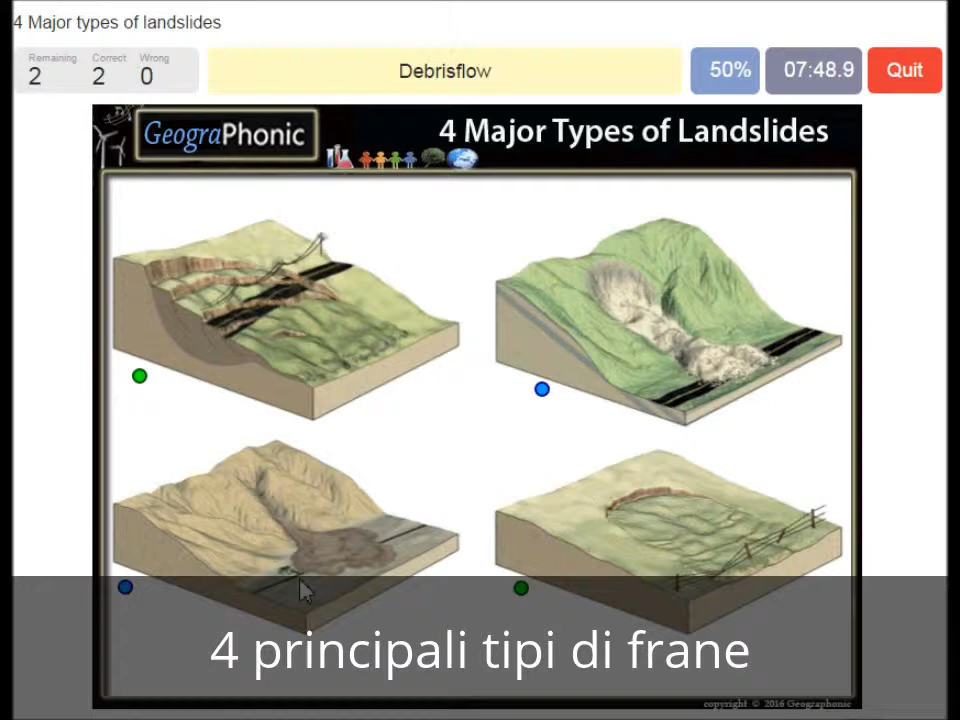 4 Major types of landslides
Remaining Correct Wrong
2 2 0
Debrisflow
50%
07:48.9
Quit
GeograPhonic
4 Major Types of Landslides
4 principali tipi di frane
copyright © 2016 Geographonic